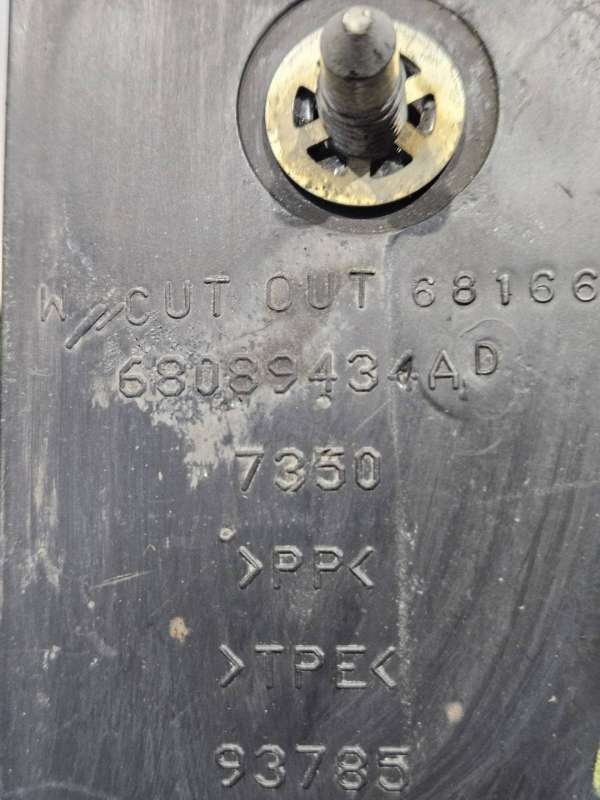 W//CUT OUT 68166
68089434AD
7350
>PP<
>TPE<
93785